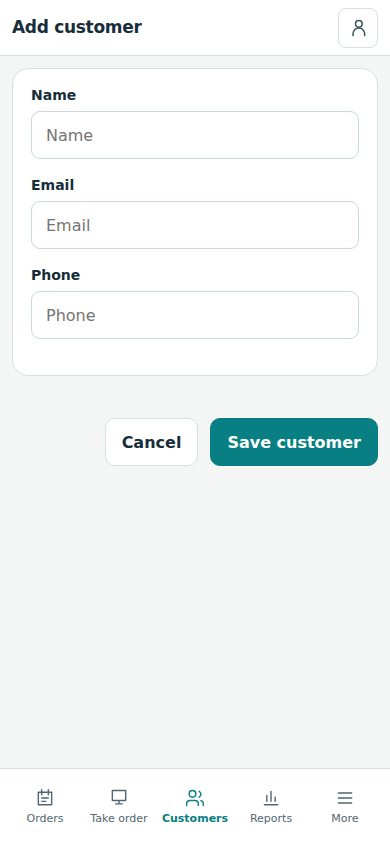 Add customer
Name
Name
Email
Email
Phone
Phone
Cancel
Save customer
Orders
Take order
Customers
Reports
More